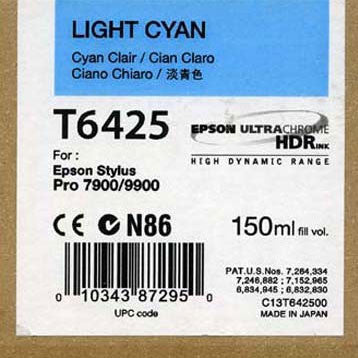 LIGHT CYAN
Cyan Clair / Cian Claro
Ciano Chiaro / 淡青色
T6425
EPSON ULTRACHROME
HDR INK
HIGH DYNAMIC RANGE
For :
Epson Stylus
Pro 7900/9900
CE N86
150ml fill vol.
0 10343 87295 0
UPC code
PAT.U.S.Nos. 7,264,334
7,246,882 ; 7,152,965
6,834,945 ; 6,832,830
C13T642500
MADE IN JAPAN